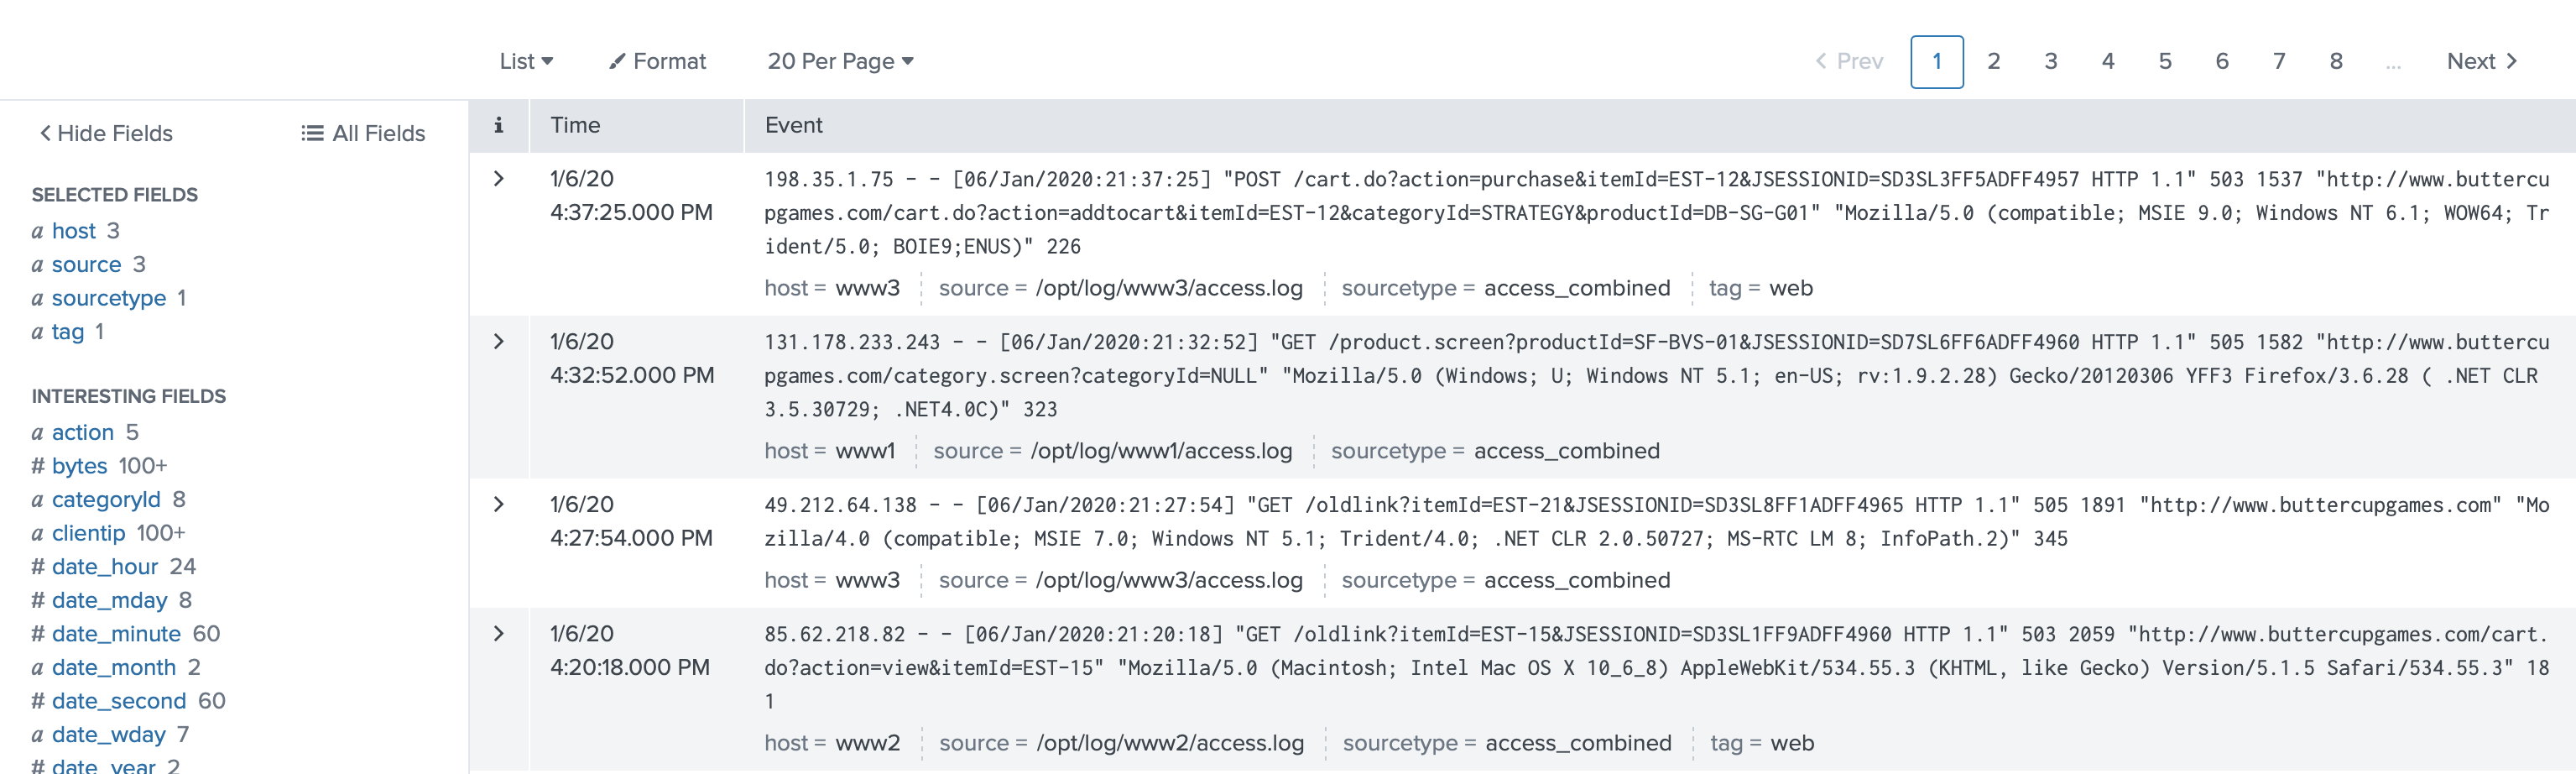 List Format 20 Per Page Prev 1 2 3 4 5 6 7 8 ... Next
Hide Fields All Fields
SELECTED FIELDS
a host 3
a source 3
a sourcetype 1
a tag 1
INTERESTING FIELDS
a action 5
# bytes 100+
a categoryId 8
a clientip 100+
# date_hour 24
# date_mday 8
# date_minute 60
a date_month 2
# date_second 60
a date_wday 7
# date_year 2
i Time Event
1/6/20
4:37:25.000 PM
198.35.1.75 - - [06/Jan/2020:21:37:25] "POST /cart.do?action=purchase&itemId=EST-12&JSESSIONID=SD3SL3FF5ADFF4957 HTTP 1.1" 503 1537 "http://www.buttercu
pgames.com/cart.do?action=addtocart&itemId=EST-12&categoryId=STRATEGY&productId=DB-SG-G01" "Mozilla/5.0 (compatible; MSIE 9.0; Windows NT 6.1; WOW64; Tr
ident/5.0; BOIE9;ENUS)" 226
host = www3 source = /opt/log/www3/access.log sourcetype = access_combined tag = web
1/6/20
4:32:52.000 PM
131.178.233.243 - - [06/Jan/2020:21:32:52] "GET /product.screen?productId=SF-BVS-01&JSESSIONID=SD7SL6FF6ADFF4960 HTTP 1.1" 505 1582 "http://www.buttercu
pgames.com/category.screen?categoryId=NULL" "Mozilla/5.0 (Windows; U; Windows NT 5.1; en-US; rv:1.9.2.28) Gecko/20120306 YFF3 Firefox/3.6.28 ( .NET CLR
3.5.30729; .NET4.0C)" 323
host = www1 source = /opt/log/www1/access.log sourcetype = access_combined
1/6/20
4:27:54.000 PM
49.212.64.138 - - [06/Jan/2020:21:27:54] "GET /oldlink?itemId=EST-21&JSESSIONID=SD3SL8FF1ADFF4965 HTTP 1.1" 505 1891 "http://www.buttercupgames.com" "Mo
zilla/4.0 (compatible; MSIE 7.0; Windows NT 5.1; Trident/4.0; .NET CLR 2.0.50727; MS-RTC LM 8; InfoPath.2)" 345
host = www3 source = /opt/log/www3/access.log sourcetype = access_combined
1/6/20
4:20:18.000 PM
85.62.218.82 - - [06/Jan/2020:21:20:18] "GET /oldlink?itemId=EST-15&JSESSIONID=SD3SL1FF9ADFF4960 HTTP 1.1" 503 2059 "http://www.buttercupgames.com/cart.
do?action=view&itemId=EST-15" "Mozilla/5.0 (Macintosh; Intel Mac OS X 10_6_8) AppleWebKit/534.55.3 (KHTML, like Gecko) Version/5.1.5 Safari/534.55.3" 18
1
host = www2 source = /opt/log/www2/access.log sourcetype = access_combined tag = web